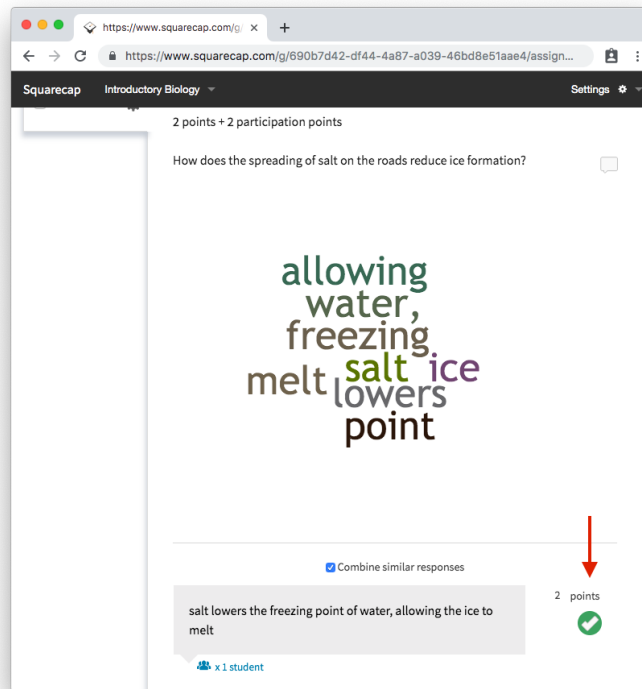 https://www.squarecap.com/g/
https://www.squarecap.com/g/690b7d42-df44-4a87-a039-46bd8e51aae4/assign...
Squarecap Introductory Biology Settings
2 points + 2 participation points
How does the spreading of salt on the roads reduce ice formation?
allowing
water,
freezing
salt ice
melt lowers
point
Combine similar responses
2 points
salt lowers the freezing point of water, allowing the ice to
melt
x 1 student